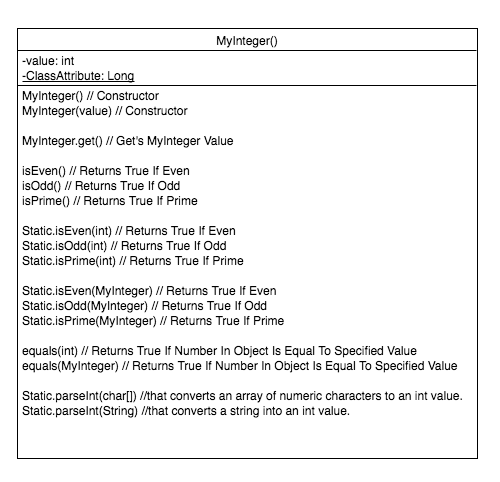 MyInteger()
-value: int
-ClassAttribute: Long
MyInteger() // Constructor
MyInteger(value) // Constructor
MyInteger.get() // Get's MyInteger Value
isEven() // Returns True If Even
isOdd() // Returns True If Odd
isPrime() // Returns True If Prime
Static.isEven(int) // Returns True If Even
Static.isOdd(int) // Returns True If Odd
Static.isPrime(int) // Returns True If Prime
Static.isEven(MyInteger) // Returns True If Even
Static.isOdd(MyInteger) // Returns True If Odd
Static.isPrime(MyInteger) // Returns True If Prime
equals(int) // Returns True If Number In Object Is Equal To Specified Value
equals(MyInteger) // Returns True If Number In Object Is Equal To Specified Value
Static.parseInt(char[]) //that converts an array of numeric characters to an int value.
Static.parseInt(String) //that converts a string into an int value.